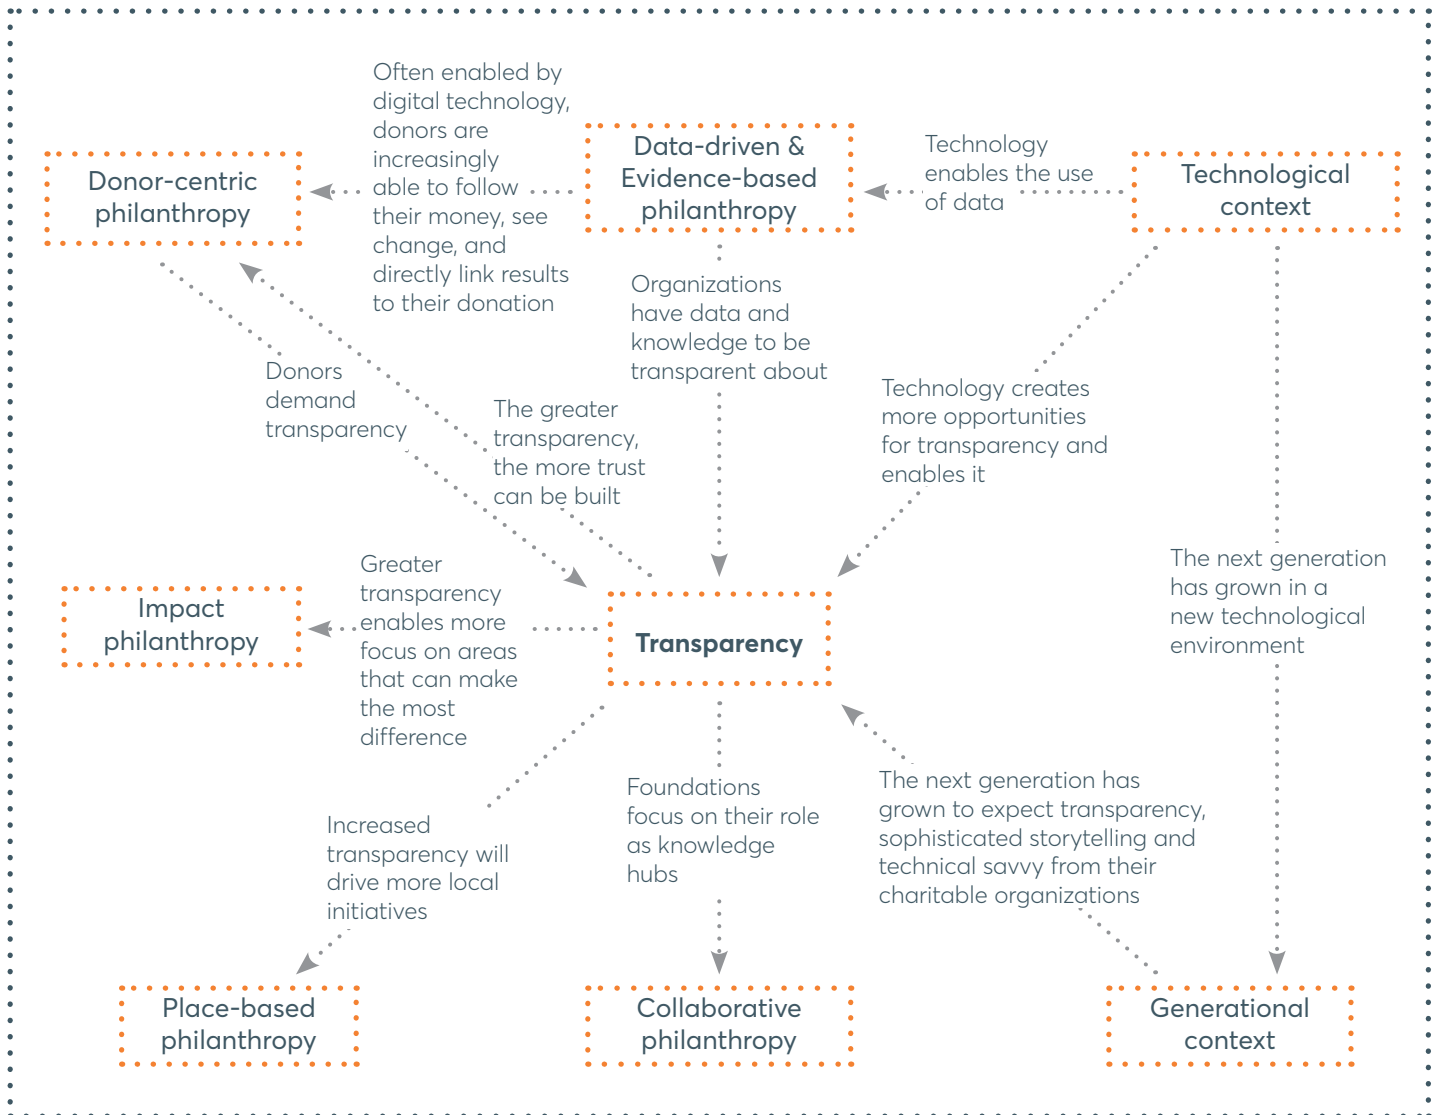 Often enabled by
digital technology,
donors are
increasingly
able to follow
their money, see
change, and
directly link results
to their donation
Data-driven &
Evidence-based
philanthropy
Technology
enables the use
of data
Technological
context
Donor-centric
philanthropy
Organizations
have data and
knowledge to be
transparent about
Donors
demand
transparency
The greater
transparency,
the more trust
can be built
Technology creates
more opportunities
for transparency and
enables it
The next generation
has grown in a
new technological
environment
Greater
transparency
enables more
focus on areas
that can make
the most
difference
Impact
philanthropy
Transparency
Foundations
focus on their role
as knowledge
hubs
The next generation has
grown to expect transparency,
sophisticated storytelling and
technical savvy from their
charitable organizations
Increased
transparency will
drive more local
initiatives
Place-based
philanthropy
Collaborative
philanthropy
Generational
context